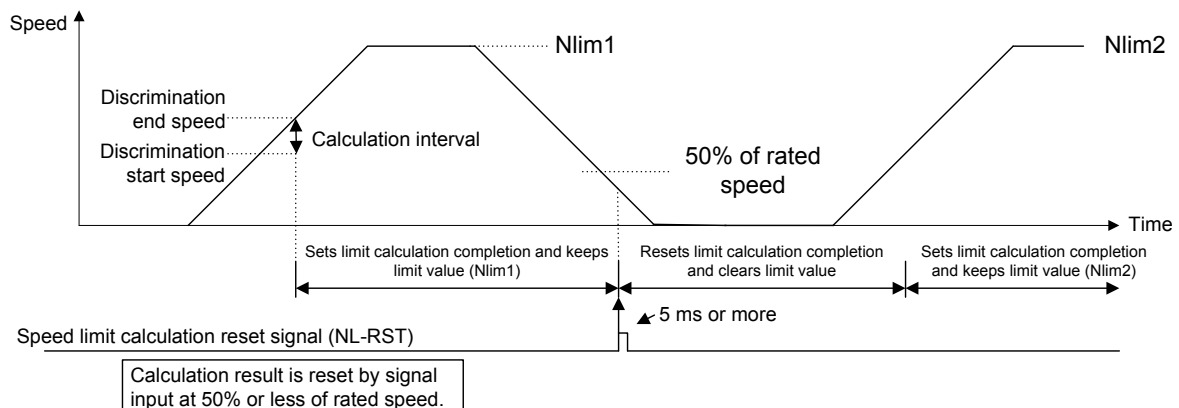 Speed
Nlim1
Nlim2
Discrimination
end speed
Calculation interval
Discrimination
start speed
50% of rated
speed
Time
Sets limit calculation completion and keeps
limit value (Nlim1)
Resets limit calculation completion
and clears limit value
Sets limit calculation completion
and keeps limit value (Nlim2)
5 ms or more
Speed limit calculation reset signal (NL-RST)
Calculation result is reset by signal
input at 50% or less of rated speed.